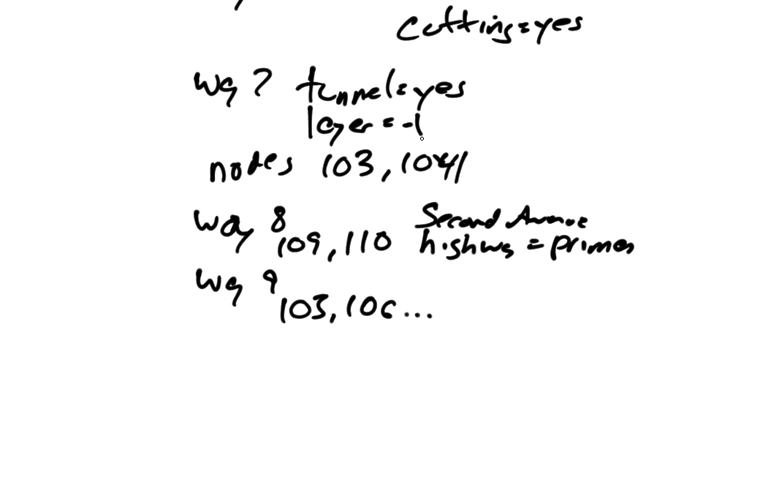 cutting=yes
way 7 tunnel=yes
layer=-1
nodes 103, 104
way 8 Second Avenue
109, 110 highway = primary
way 9
103, 106...